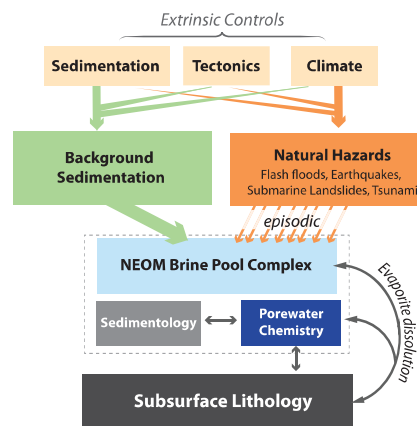 Extrinsic Controls
Sedimentation
Tectonics
Climate
Background
Sedimentation
Natural Hazards
Flash floods, Earthquakes,
Submarine Landslides, Tsunami
episodic
NEOM Brine Pool Complex
Sedimentology
Porewater
Chemistry
Evaporite dissolution
Subsurface Lithology